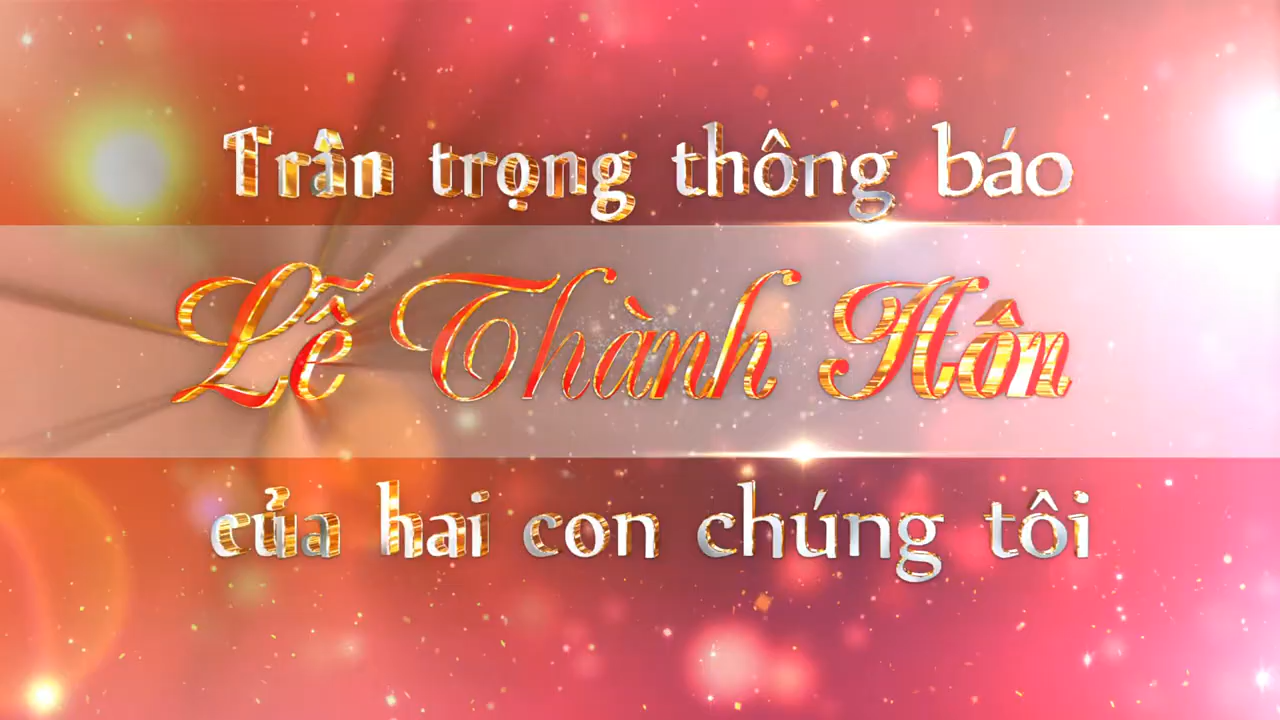 Trân trọng thông báo
Lễ Thành Hôn
của hai con chúng tôi